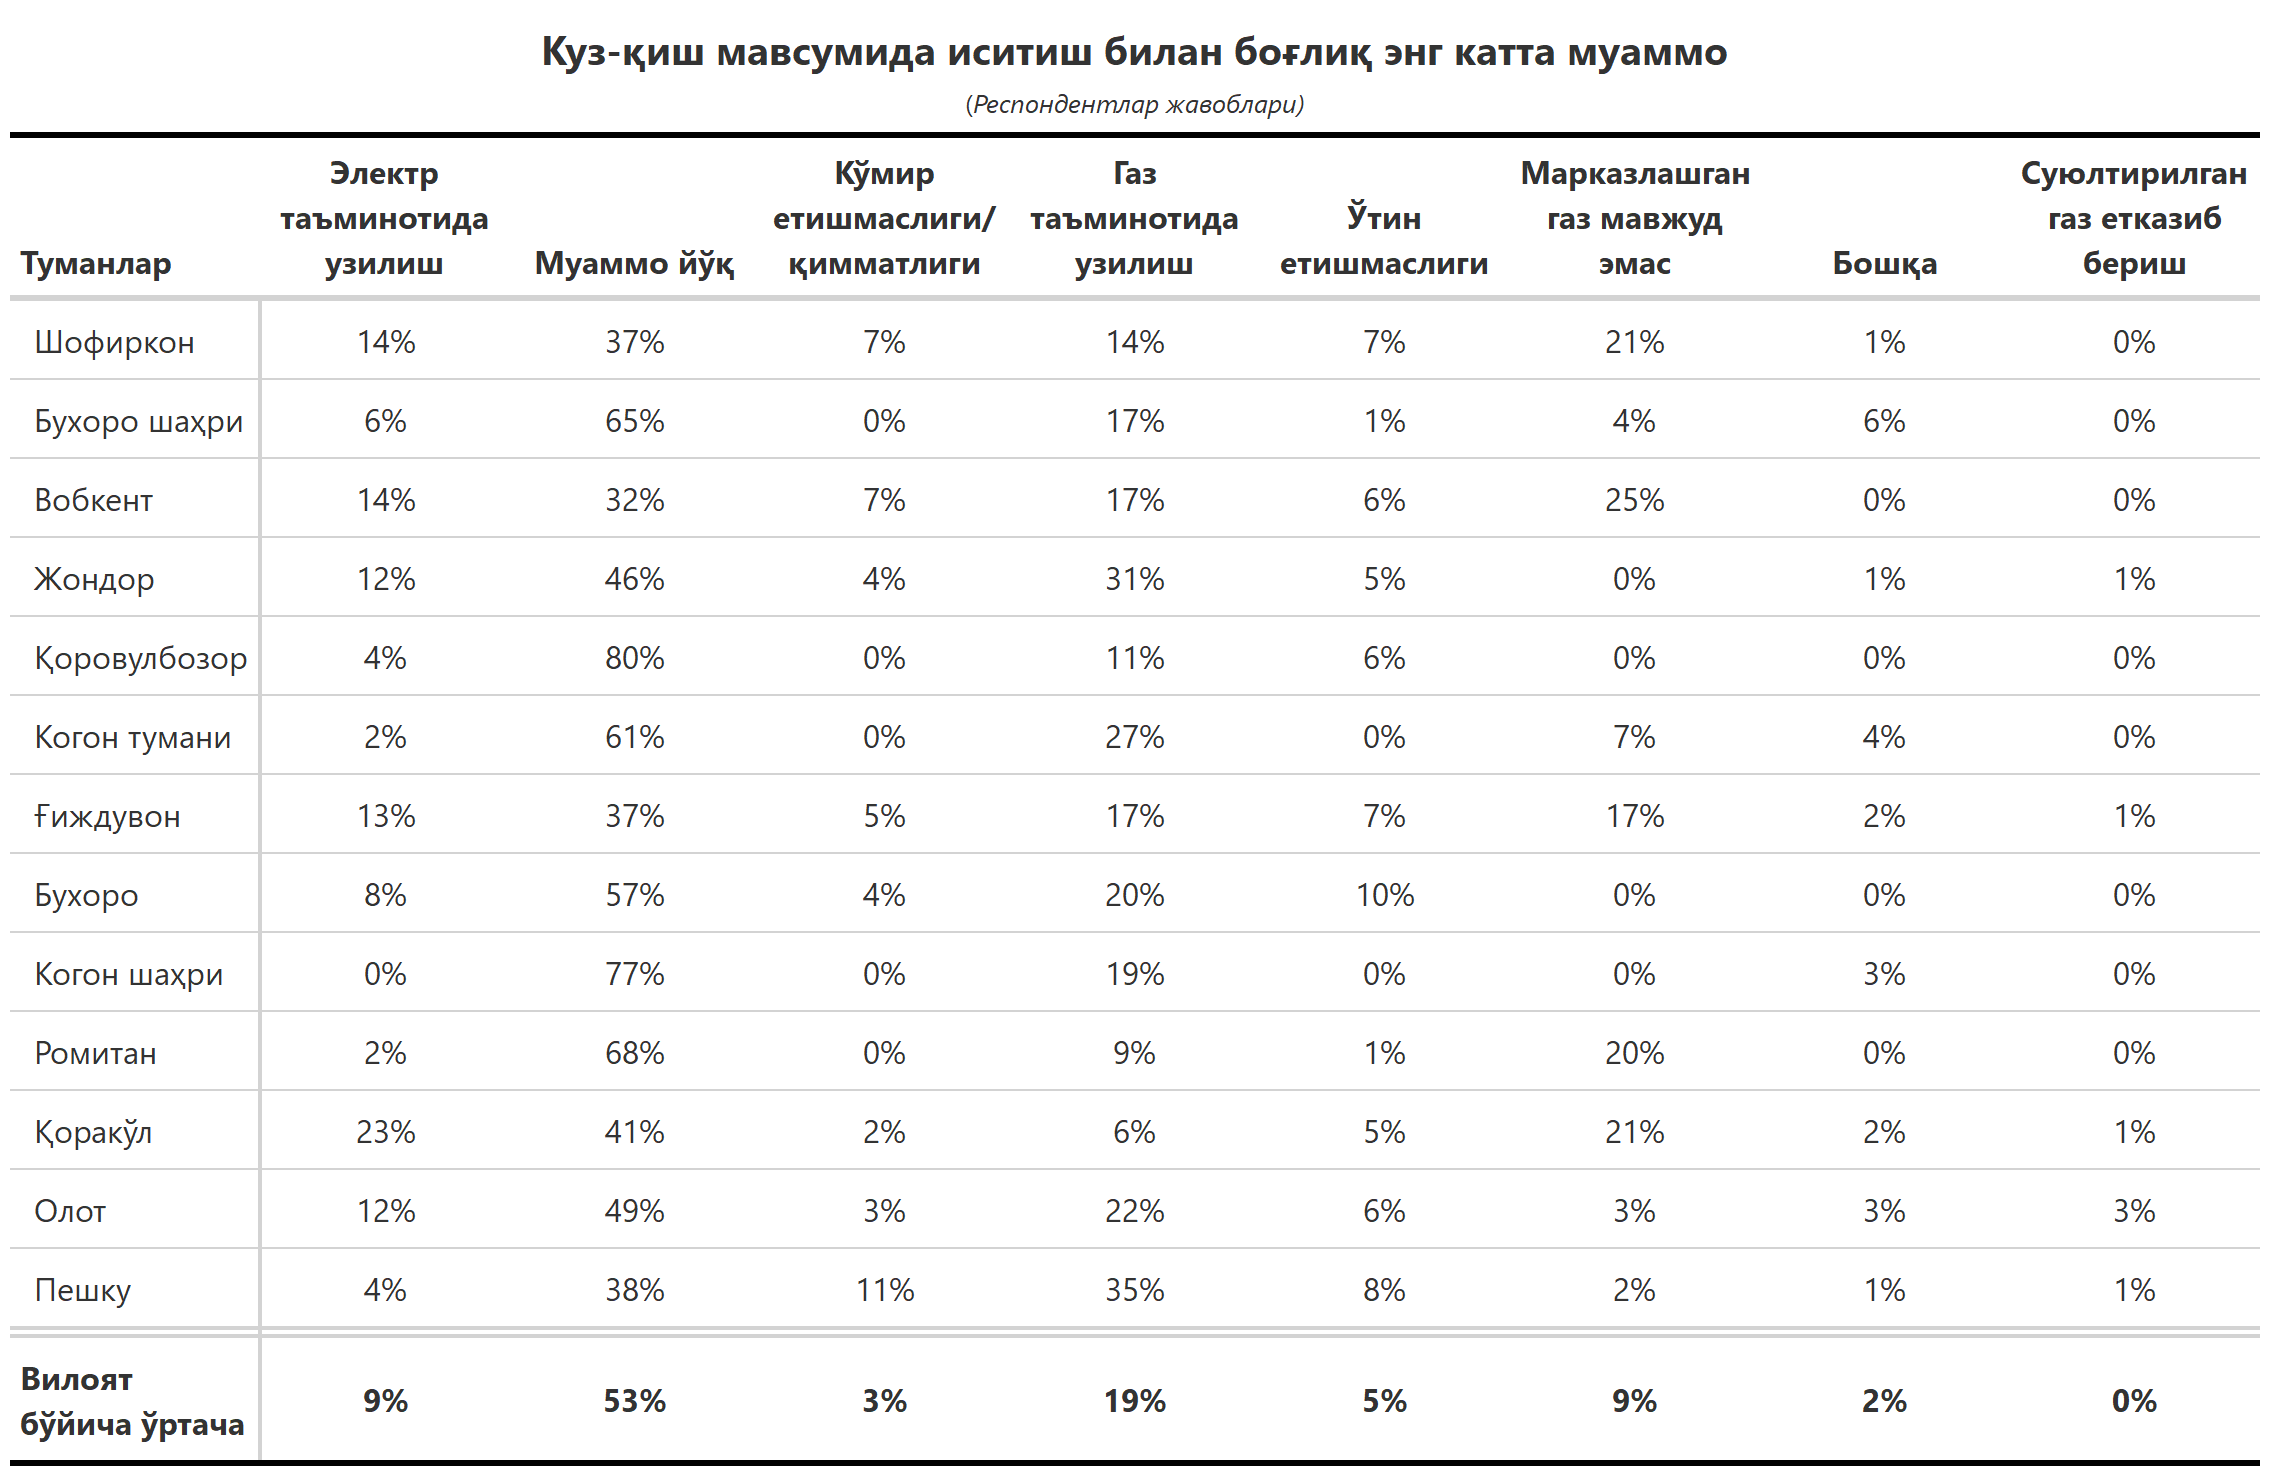 Куз-қиш мавсумида иситиш билан боғлиқ энг катта муаммо
(Респондентлар жавоблари)
Туманлар Электр таъминотида узилиш Муаммо йўқ Кўмир етишмаслиги/ қимматлиги Газ таъминотида узилиш Ўтин етишмаслиги Марказлашган газ мавжуд эмас Бошқа Суюлтирилган газ етказиб бериш
Шофиркон 14% 37% 7% 14% 7% 21% 1% 0%
Бухоро шаҳри 6% 65% 0% 17% 1% 4% 6% 0%
Вобкент 14% 32% 7% 17% 6% 25% 0% 0%
Жондор 12% 46% 4% 31% 5% 0% 1% 1%
Қоровулбозор 4% 80% 0% 11% 6% 0% 0% 0%
Когон тумани 2% 61% 0% 27% 0% 7% 4% 0%
Ғиждувон 13% 37% 5% 17% 7% 17% 2% 1%
Бухоро 8% 57% 4% 20% 10% 0% 0% 0%
Когон шаҳри 0% 77% 0% 19% 0% 0% 3% 0%
Ромитан 2% 68% 0% 9% 1% 20% 0% 0%
Қоракўл 23% 41% 2% 6% 5% 21% 2% 1%
Олот 12% 49% 3% 22% 6% 3% 3% 3%
Пешку 4% 38% 11% 35% 8% 2% 1% 1%
Вилоят бўйича ўртача 9% 53% 3% 19% 5% 9% 2% 0%